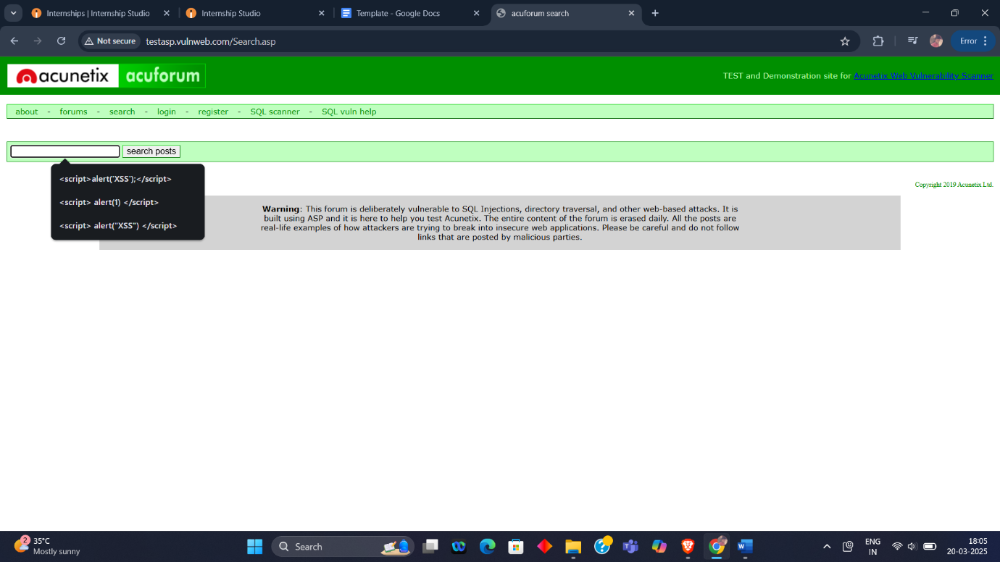 Internships | Internship Studio
Internship Studio
Template - Google Docs
acuforum search
Not secure
testasp.vulnweb.com/Search.asp
Error
acunetix acuforum
TEST and Demonstration site for Acunetix Web Vulnerability Scanner
about - forums - search - login - register - SQL scanner - SQL vuln help
search posts
<script>alert('XSS');</script>
<script> alert(1) </script>
<script> alert("XSS") </script>
Copyright 2019 Acunetix Ltd.
Warning: This forum is deliberately vulnerable to SQL Injections, directory traversal, and other web-based attacks. It is
built using ASP and it is here to help you test Acunetix. The entire content of the forum is erased daily. All the posts are
real-life examples of how attackers are trying to break into insecure web applications. Please be careful and do not follow
links that are posted by malicious parties.
2
35°C
Mostly sunny
Search
ENG
IN
18:05
20-03-2025